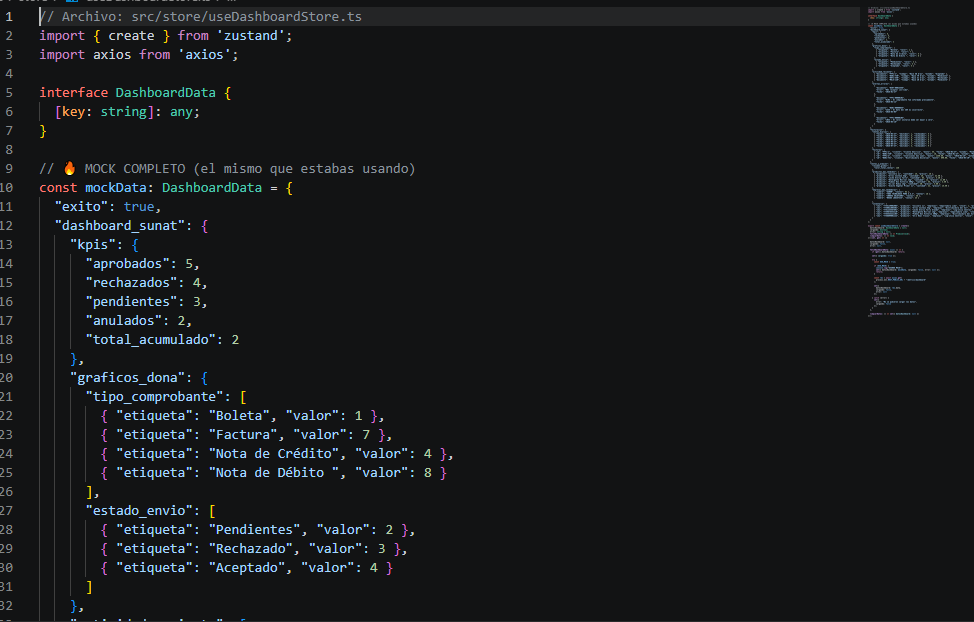 // Archivo: src/store/useDashboardStore.ts
import { create } from 'zustand';
import axios from 'axios';

interface DashboardData {
  [key: string]: any;
}

// 🔥 MOCK COMPLETO (el mismo que estabas usando)
const mockData: DashboardData = {
  "exito": true,
  "dashboard_sunat": {
    "kpis": {
      "aprobados": 5,
      "rechazados": 4,
      "pendientes": 3,
      "anulados": 2,
      "total_acumulado": 2
    },
    "graficos_dona": {
      "tipo_comprobante": [
        { "etiqueta": "Boleta", "valor": 1 },
        { "etiqueta": "Factura", "valor": 7 },
        { "etiqueta": "Nota de Crédito", "valor": 4 },
        { "etiqueta": "Nota de Débito ", "valor": 8 }
      ],
      "estado_envio": [
        { "etiqueta": "Pendientes", "valor": 2 },
        { "etiqueta": "Rechazado", "valor": 3 },
        { "etiqueta": "Aceptado", "valor": 4 }
      ]
    },